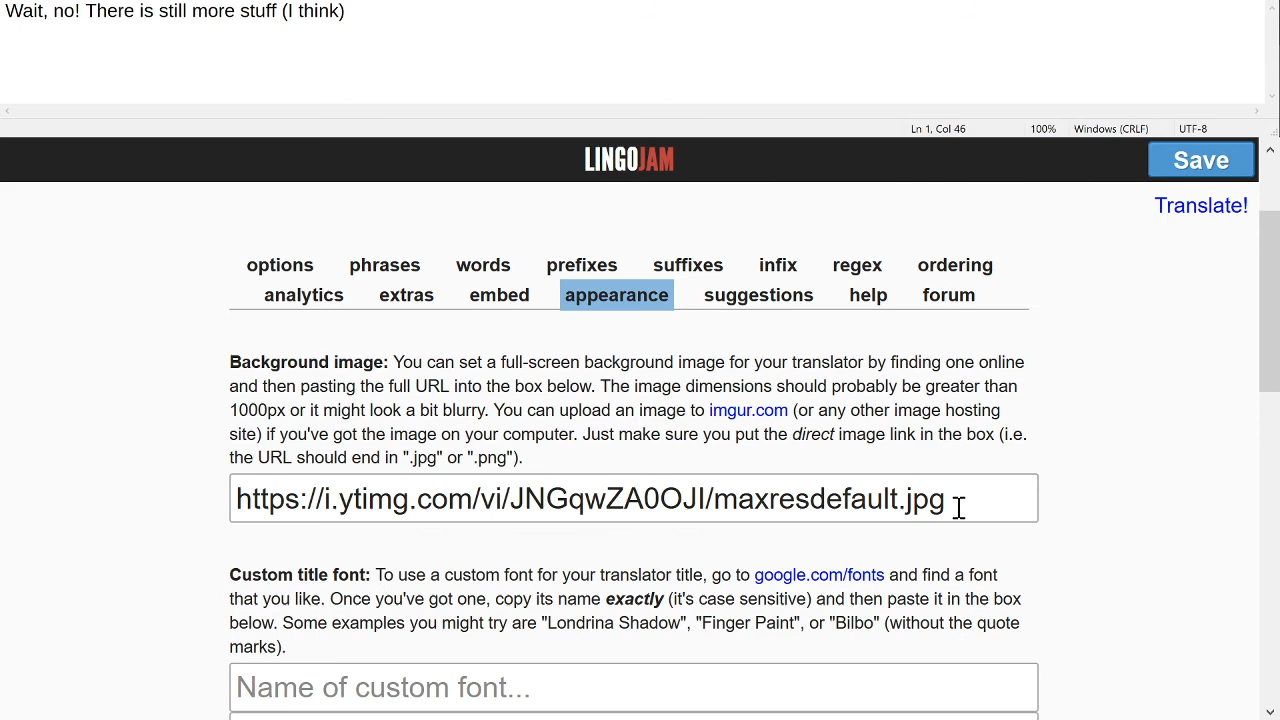 Wait, no! There is still more stuff (I think)
Ln 1, Col 46 100% Windows (CRLF) UTF-8
LINGOJAM Save
Translate!
options phrases words prefixes suffixes infix regex ordering
analytics extras embed appearance suggestions help forum
Background image: You can set a full-screen background image for your translator by finding one online
and then pasting the full URL into the box below. The image dimensions should probably be greater than
1000px or it might look a bit blurry. You can upload an image to imgur.com (or any other image hosting
site) if you've got the image on your computer. Just make sure you put the direct image link in the box (i.e.
the URL should end in ".jpg" or ".png").
https://i.ytimg.com/vi/JNGqwZA0OJI/maxresdefault.jpg
Custom title font: To use a custom font for your translator title, go to google.com/fonts and find a font
that you like. Once you've got one, copy its name exactly (it's case sensitive) and then paste it in the box
below. Some examples you might try are "Londrina Shadow", "Finger Paint", or "Bilbo" (without the quote
marks).
Name of custom font...